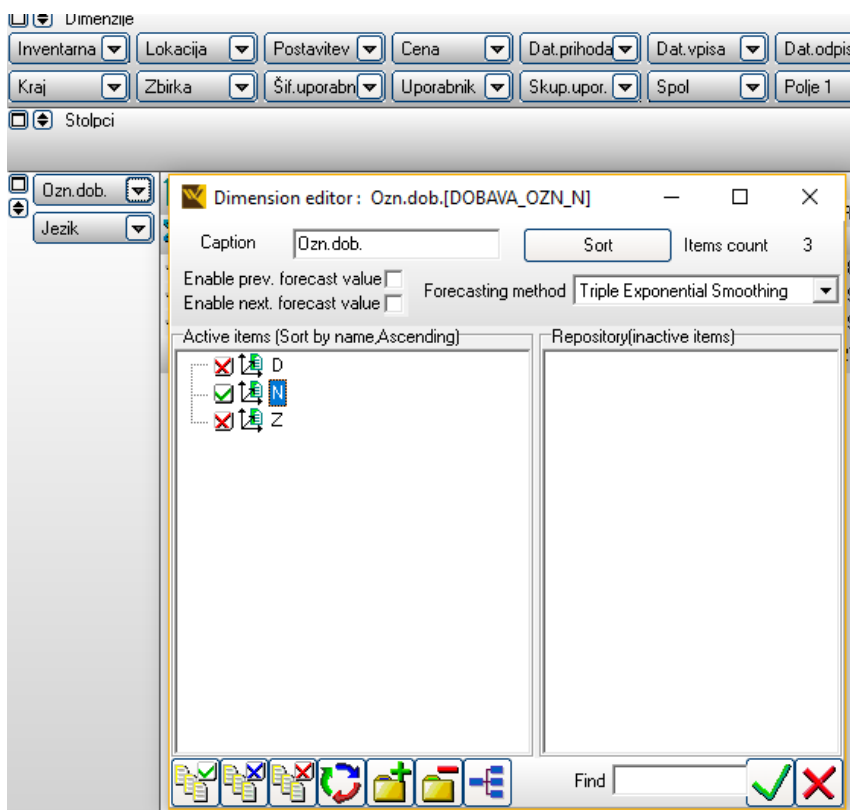 Dimenzije
Inventarna Lokacija Postavitev Cena Dat.prihoda Dat.vpisa Dat.odpis
Kraj Zbirka Šif.uporabn Uporabnik Skup.upor. Spol Polje 1
Stolpci
Ozn.dob.
Jezik
Dimension editor : Ozn.dob.[DOBAVA_OZN_N]
Caption Ozn.dob. Sort Items count 3
Enable prev. forecast value
Enable next. forecast value
Forecasting method Triple Exponential Smoothing
Active items (Sort by name,Ascending)
D
N
Z
Repository(inactive items)
Find